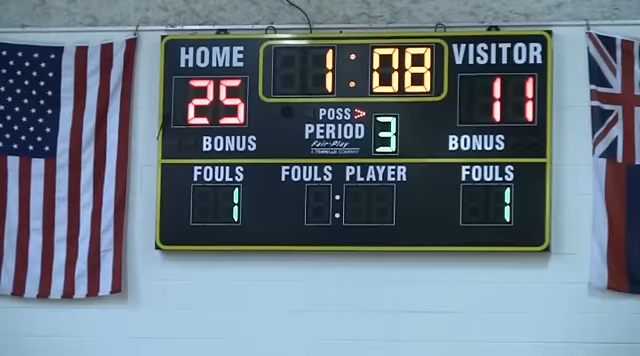 HOME 1:08 VISITOR
25 11
POSS >
PERIOD 3
Fair-Play
BONUS BONUS
FOULS FOULS PLAYER FOULS
1 : 1